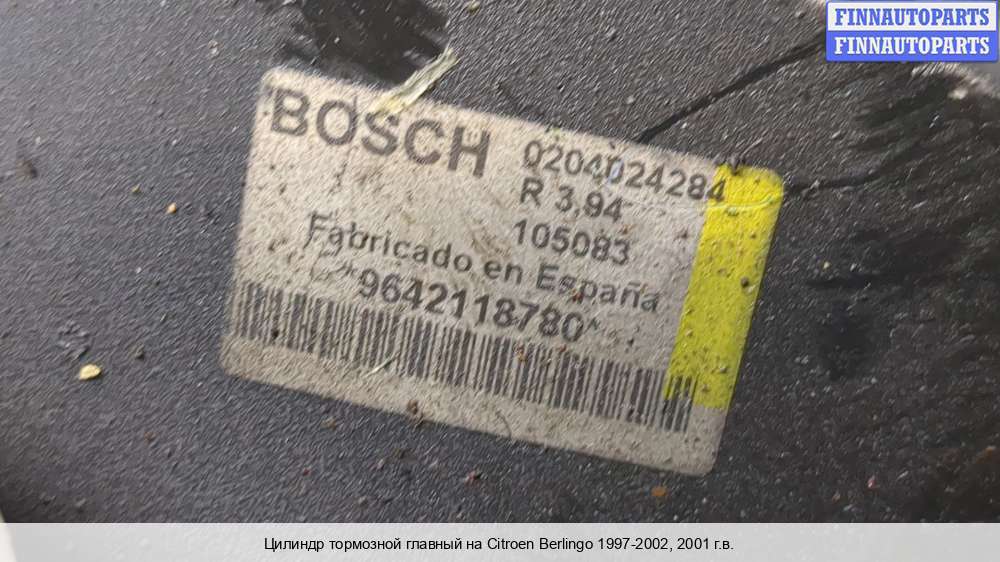 FINNAUTOPARTS
FINNAUTOPARTS
BOSCH
0204024284
R 3,94
105083
Fabricado en España
*9642118780*
Цилиндр тормозной главный на Citroen Berlingo 1997-2002, 2001 г.в.